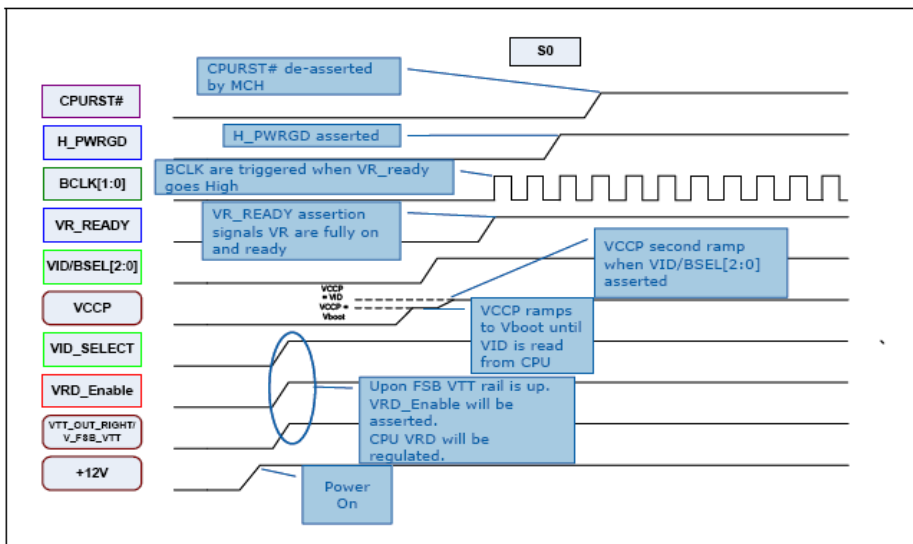 S0
CPURST# de-asserted
by MCH
CPURST#
H_PWRGD asserted
H_PWRGD
BCLK are triggered when VR_ready
goes High
BCLK[1:0]
VR_READY assertion
signals VR are fully on
and ready
VR_READY
VCCP second ramp
when VID/BSEL[2:0]
asserted
VID/BSEL[2:0]
VCCP
= VID
VCCP =
Vboot
VCCP
VCCP ramps
to Vboot until
VID is read
from CPU
VID_SELECT
Upon FSB VTT rail is up.
VRD_Enable will be
asserted.
CPU VRD will be
regulated.
VRD_Enable
VTT_OUT_RIGHT/
V_FSB_VTT
+12V
Power
On